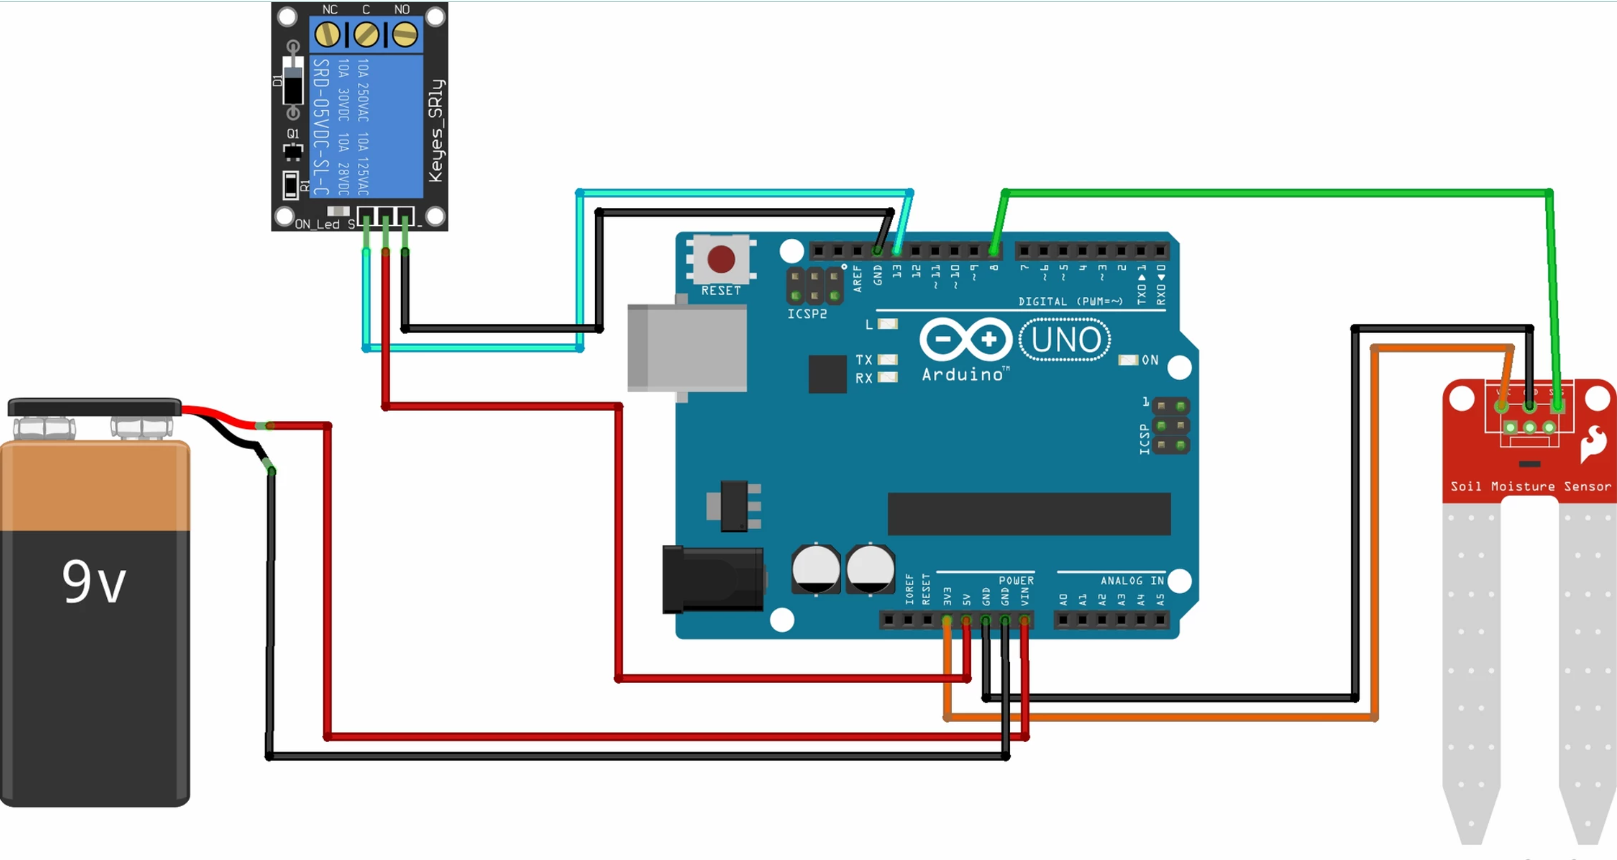 NC C NO
D1
Q1
R1
SRD-05VDC-SL-C
10A 30VDC 10A 28VDC
10A 250VAC 10A 125VAC
Keyes_SRly
ON_Led S -
9v
RESET
ICSP2
AREF
GND
13
12
~11
~10
~9
8
7
~6
~5
4
~3
2
TXD▶1
RXD◀0
DIGITAL (PWM=~)
L
TX
RX
UNO
Arduino™
ON
1
ICSP
IOREF
RESET
3V3
5V
GND
GND
VIN
POWER
ANALOG IN
A0
A1
A2
A3
A4
A5
Soil Moisture Sensor